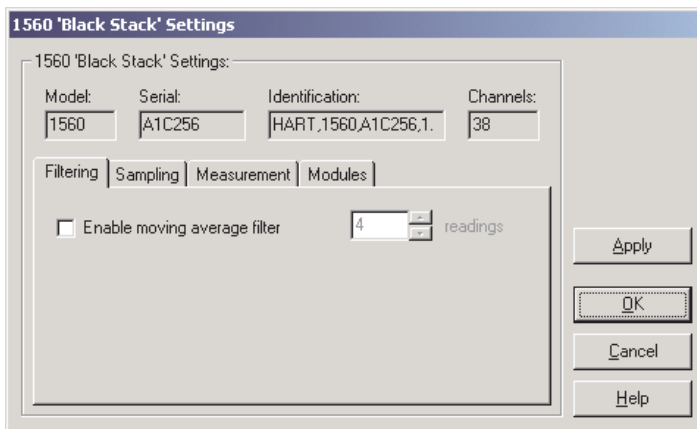 1560 'Black Stack' Settings
1560 'Black Stack' Settings:
Model: Serial: Identification: Channels:
1560 A1C256 HART,1560,A1C256,1. 38
Filtering Sampling Measurement Modules
Enable moving average filter 4 readings
Apply
OK
Cancel
Help